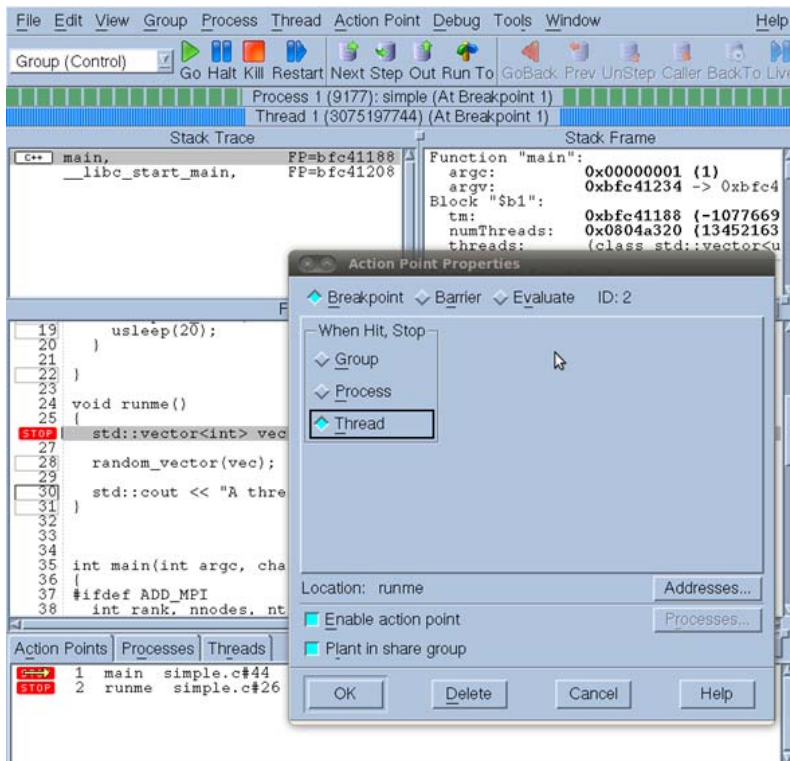 File Edit View Group Process Thread Action Point Debug Tools Window Help
Group (Control)
Go Halt Kill Restart Next Step Out Run To GoBack Prev UnStep Caller BackTo Live
Process 1 (9177): simple (At Breakpoint 1)
Thread 1 (3075197744) (At Breakpoint 1)
Stack Trace
C++ main, FP=bfc41188
__libc_start_main, FP=bfc41208
Stack Frame
Function "main":
argc: 0x00000001 (1)
argv: 0xbfc41234 -> 0xbfc4
Block "$b1":
tm: 0xbfc41188 (-1077669
numThreads: 0x0804a320 (13452163
threads: (class std::vector<u
F
19 usleep(20);
20 }
21
22 }
23
24 void runme()
25 {
STOP std::vector<int> vec
27
28 random_vector(vec);
29
30 std::cout << "A thre
31 }
32
33
34
35 int main(int argc, cha
36 {
37 #ifdef ADD_MPI
38 int rank, nnodes, nt
Action Points Processes Threads
STOP 1 main simple.c#44
STOP 2 runme simple.c#26
Action Point Properties
Breakpoint Barrier Evaluate ID: 2
When Hit, Stop
Group
Process
Thread
Location: runme
Addresses...
Enable action point
Processes...
Plant in share group
OK Delete Cancel Help